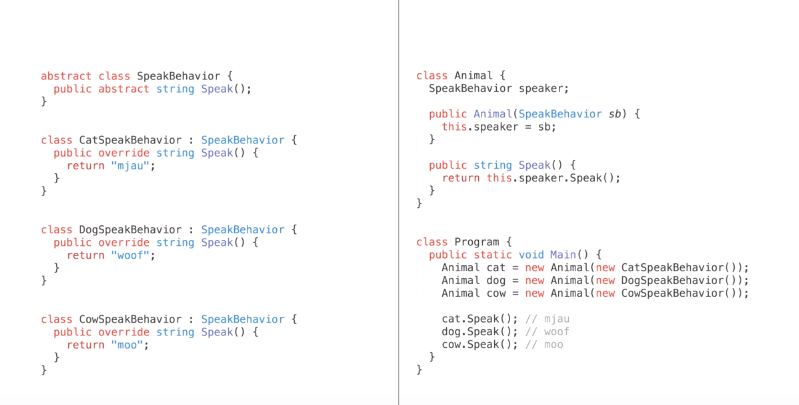 abstract class SpeakBehavior {
  public abstract string Speak();
}
class CatSpeakBehavior : SpeakBehavior {
  public override string Speak() {
    return "mjau";
  }
}
class DogSpeakBehavior : SpeakBehavior {
  public override string Speak() {
    return "woof";
  }
}
class CowSpeakBehavior : SpeakBehavior {
  public override string Speak() {
    return "moo";
  }
}
class Animal {
  SpeakBehavior speaker;
  public Animal(SpeakBehavior sb) {
    this.speaker = sb;
  }
  public string Speak() {
    return this.speaker.Speak();
  }
}
class Program {
  public static void Main() {
    Animal cat = new Animal(new CatSpeakBehavior());
    Animal dog = new Animal(new DogSpeakBehavior());
    Animal cow = new Animal(new CowSpeakBehavior());
    cat.Speak(); // mjau
    dog.Speak(); // woof
    cow.Speak(); // moo
  }
}